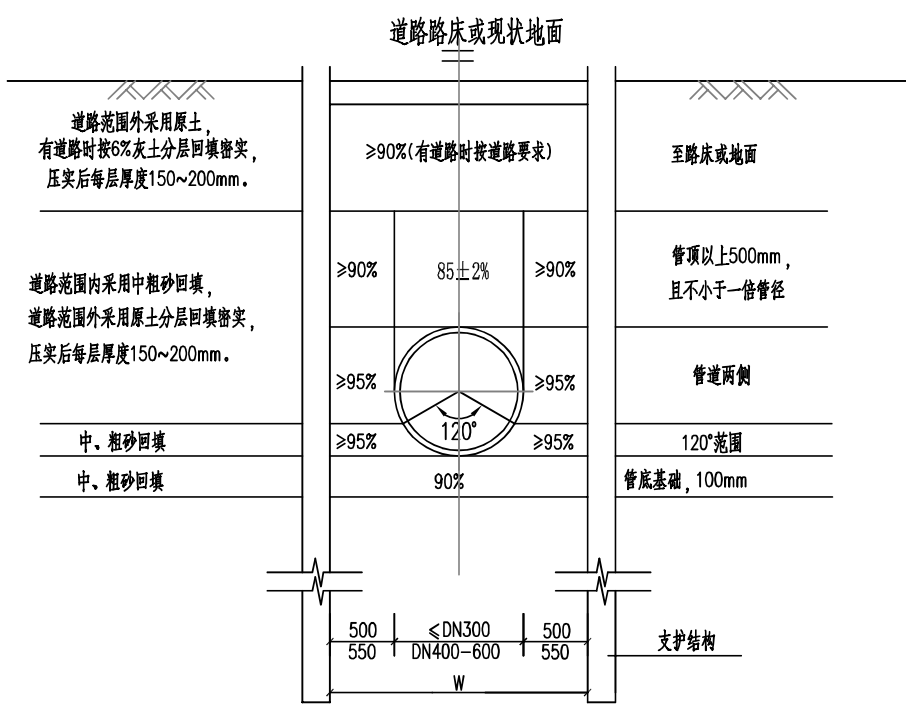 道路路床或现状地面
道路范围外采用原土,
有道路时按6%灰土分层回填密实,
压实后每层厚度150~200mm。
≥90%(有道路时按道路要求)
至路床或地面
道路范围内采用中粗砂回填,
道路范围外采用原土分层回填密实,
压实后每层厚度150~200mm。
≥90%
85±2%
≥90%
管顶以上500mm,
且不小于一倍管径
≥95%
≥95%
管道两侧
中、粗砂回填
≥95%
120°
≥95%
120°范围
中、粗砂回填
90%
管底基础,100mm
500
≤DN300
500
550
DN400-600
550
支护结构
W